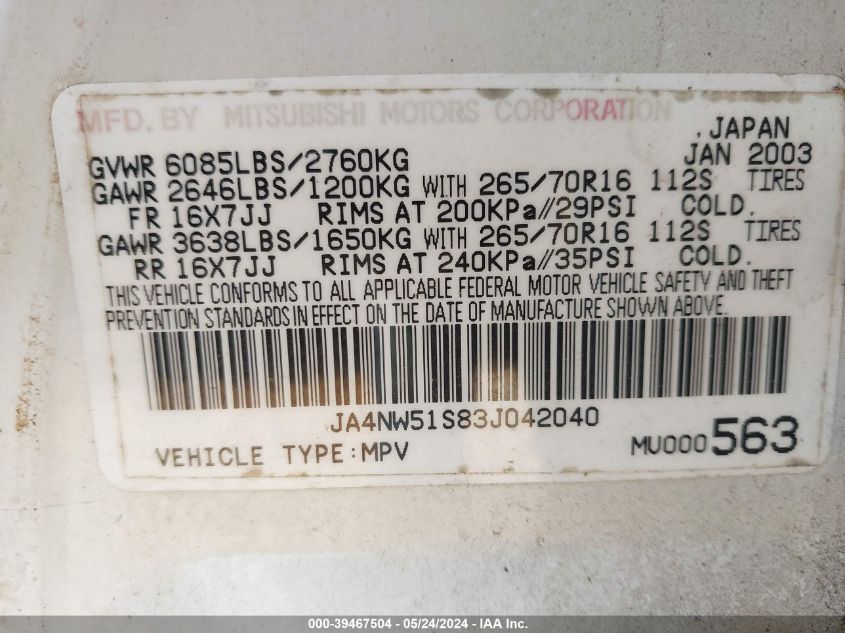 MFD. BY MITSUBISHI MOTORS CORPORATION
.JAPAN
GVWR 6085LBS/2760KG JAN 2003
GAWR 2646LBS/1200KG WITH 265/70R16 112S TIRES
FR 16X7JJ RIMS AT 200KPa//29PSI COLD.
GAWR 3638LBS/1650KG WITH 265/70R16 112S TIRES
RR 16X7JJ RIMS AT 240KPa//35PSI COLD.
THIS VEHICLE CONFORMS TO ALL APPLICABLE FEDERAL MOTOR VEHICLE SAFETY AND THEFT
PREVENTION STANDARDS IN EFFECT ON THE DATE OF MANUFACTURE SHOWN ABOVE.
JA4NW51S83J042040
VEHICLE TYPE:MPV MU000563
000-39467504 - 05/24/2024 - IAA Inc.